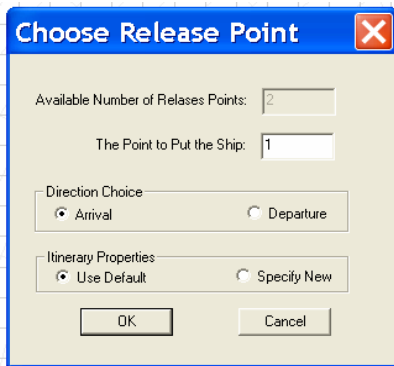 Choose Release Point
Available Number of Relases Points: 2
The Point to Put the Ship: 1
Direction Choice
Arrival Departure
Itinerary Properties
Use Default Specify New
OK Cancel